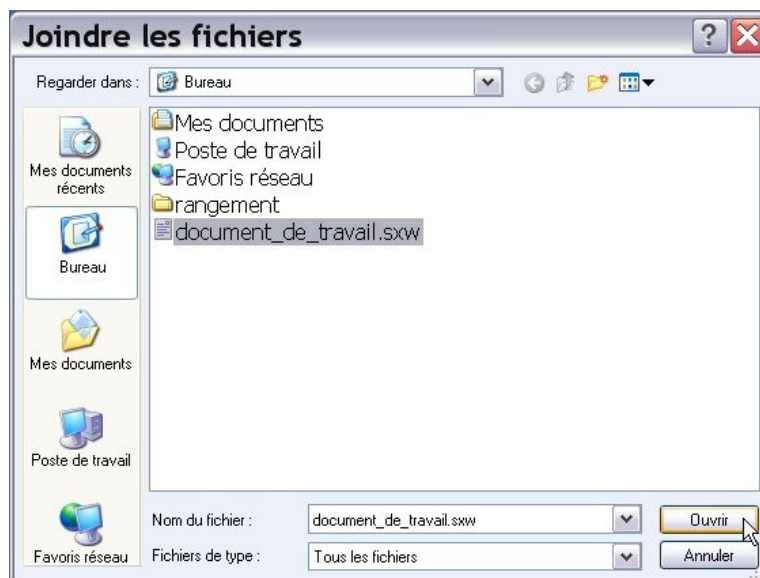 Joindre les fichiers
Regarder dans :
Bureau
Mes documents
récents
Bureau
Mes documents
Poste de travail
Favoris réseau
Mes documents
Poste de travail
Favoris réseau
rangement
document_de_travail.sxw
Nom du fichier :
document_de_travail.sxw
Ouvrir
Fichiers de type :
Tous les fichiers
Annuler